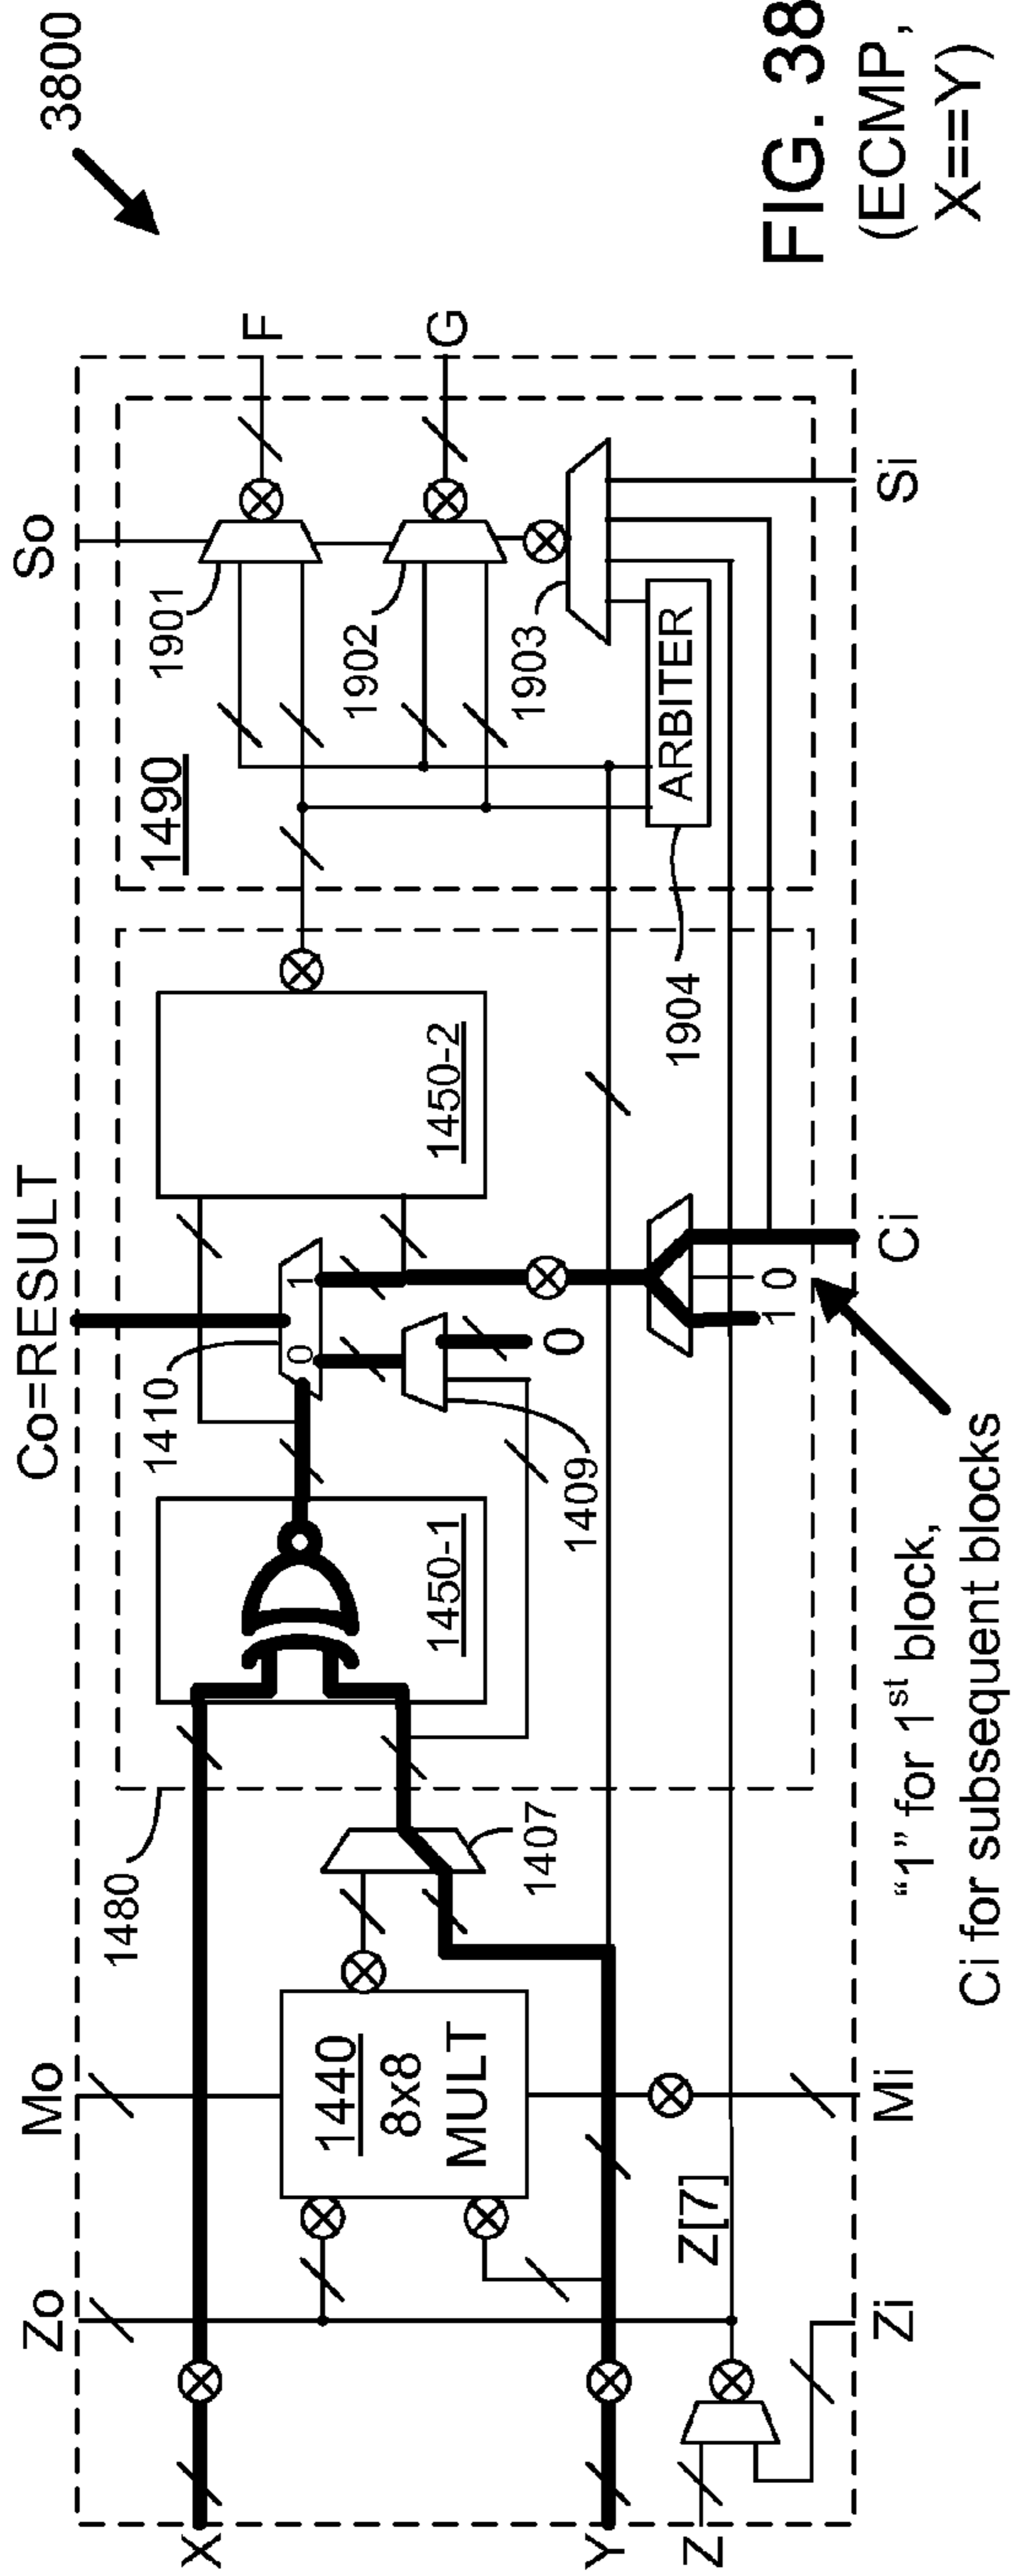 3800
So
Co=RESULT
Mo
Zo
F
G
1901
1902
1903
1490
ARBITER
1904
1450-2
1410
0
1
1409
0
1450-1
1480
1407
1440
8x8
MULT
Z[7]
X
Y
Z
1 0
Si
Ci
Mi
Zi
"1" for 1st block,
Ci for subsequent blocks
FIG. 38
(ECMP,
X==Y)